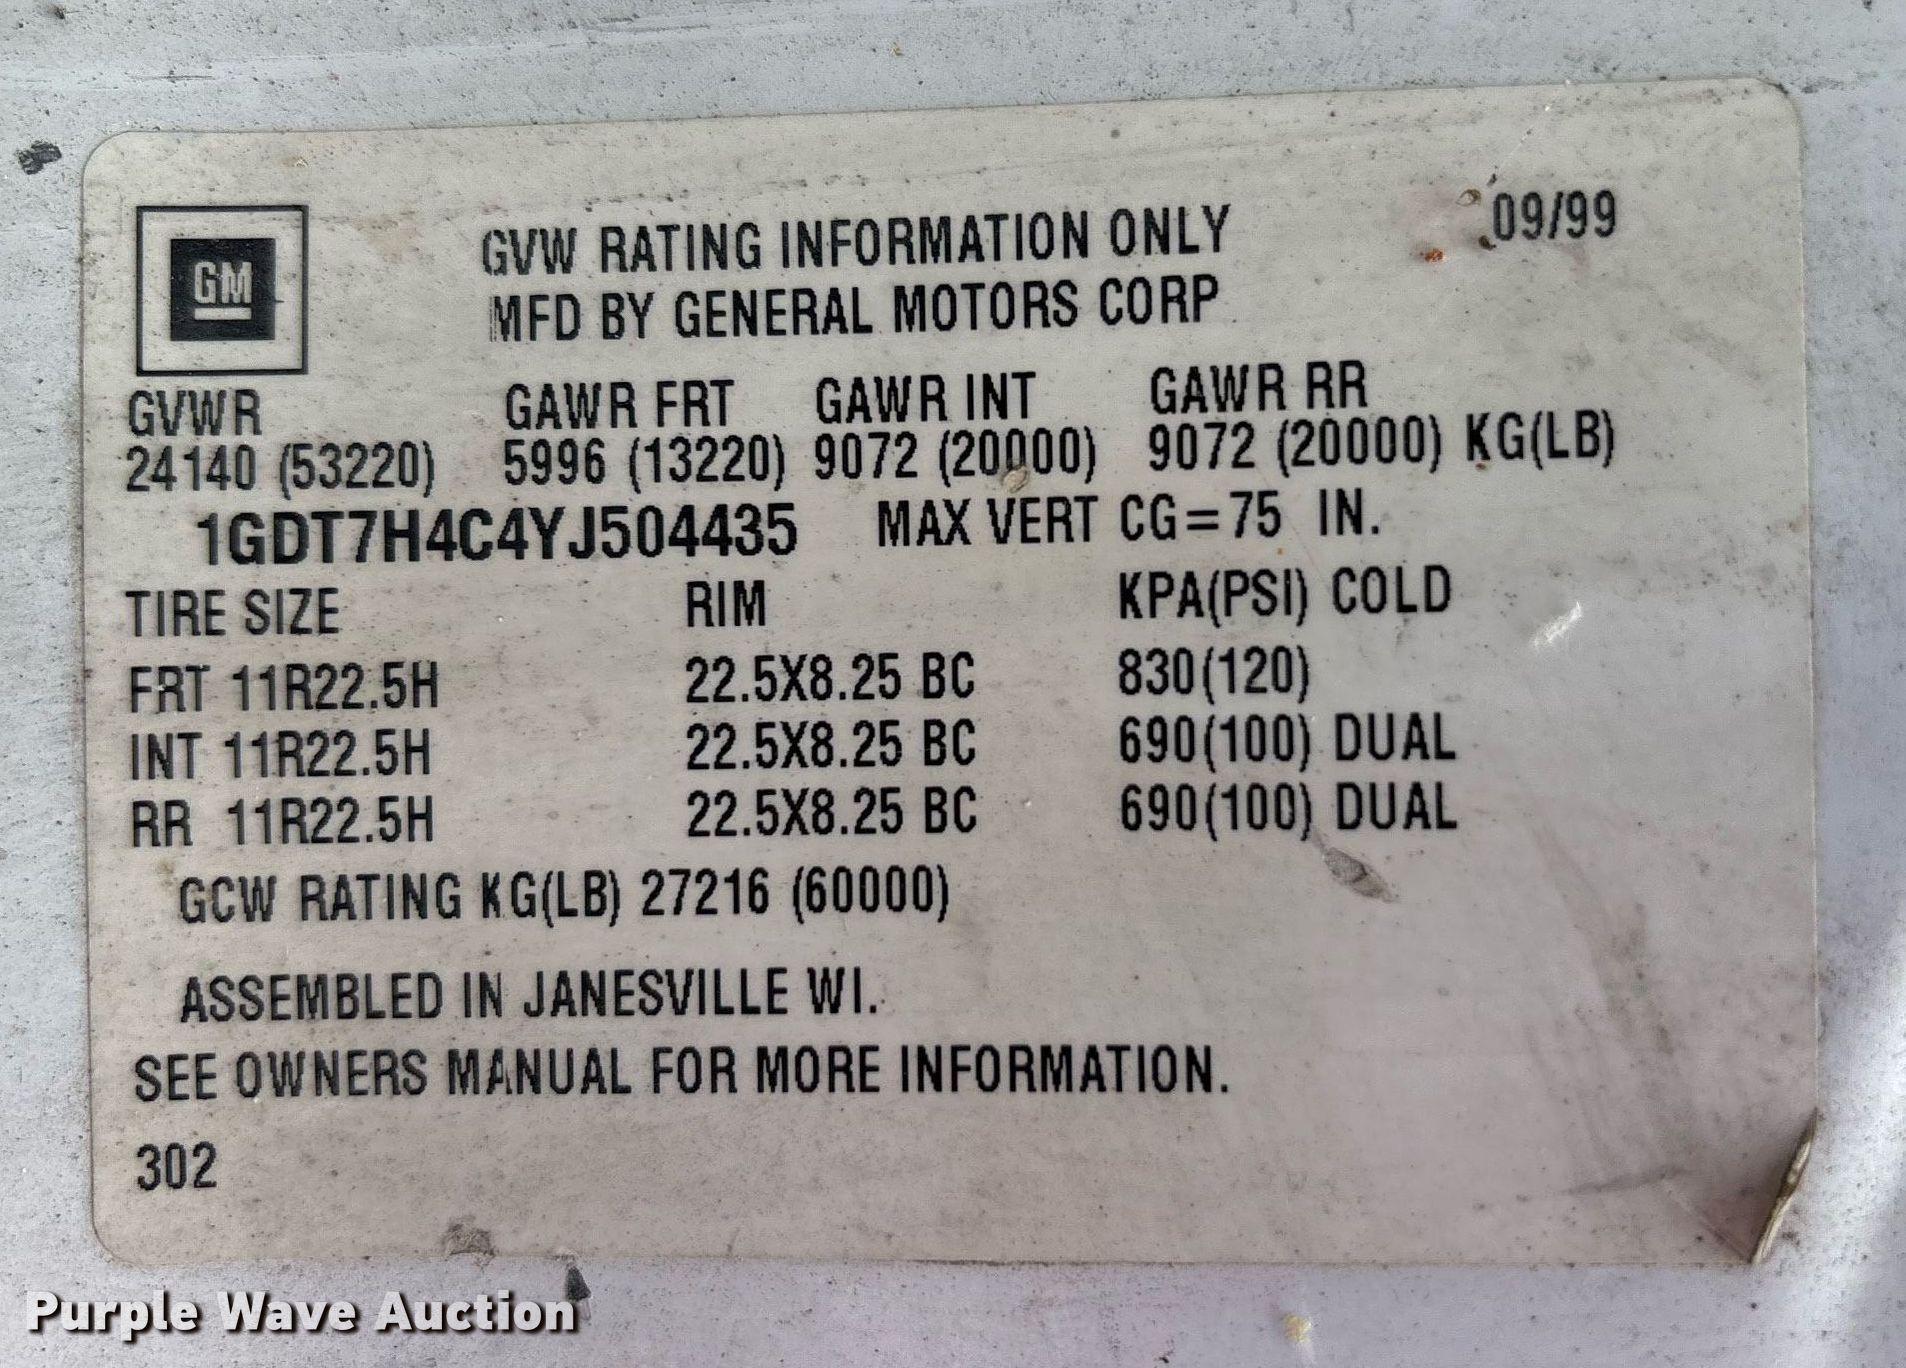 09/99
GM
GVW RATING INFORMATION ONLY
MFD BY GENERAL MOTORS CORP
GVWR GAWR FRT GAWR INT GAWR RR
24140 (53220) 5996 (13220) 9072 (20000) 9072 (20000) KG(LB)
1GDT7H4C4YJ504435 MAX VERT CG=75 IN.
TIRE SIZE RIM KPA(PSI) COLD
FRT 11R22.5H 22.5X8.25 BC 830(120)
INT 11R22.5H 22.5X8.25 BC 690(100) DUAL
RR 11R22.5H 22.5X8.25 BC 690(100) DUAL
GCW RATING KG(LB) 27216 (60000)
ASSEMBLED IN JANESVILLE WI.
SEE OWNERS MANUAL FOR MORE INFORMATION.
302
Purple Wave Auction